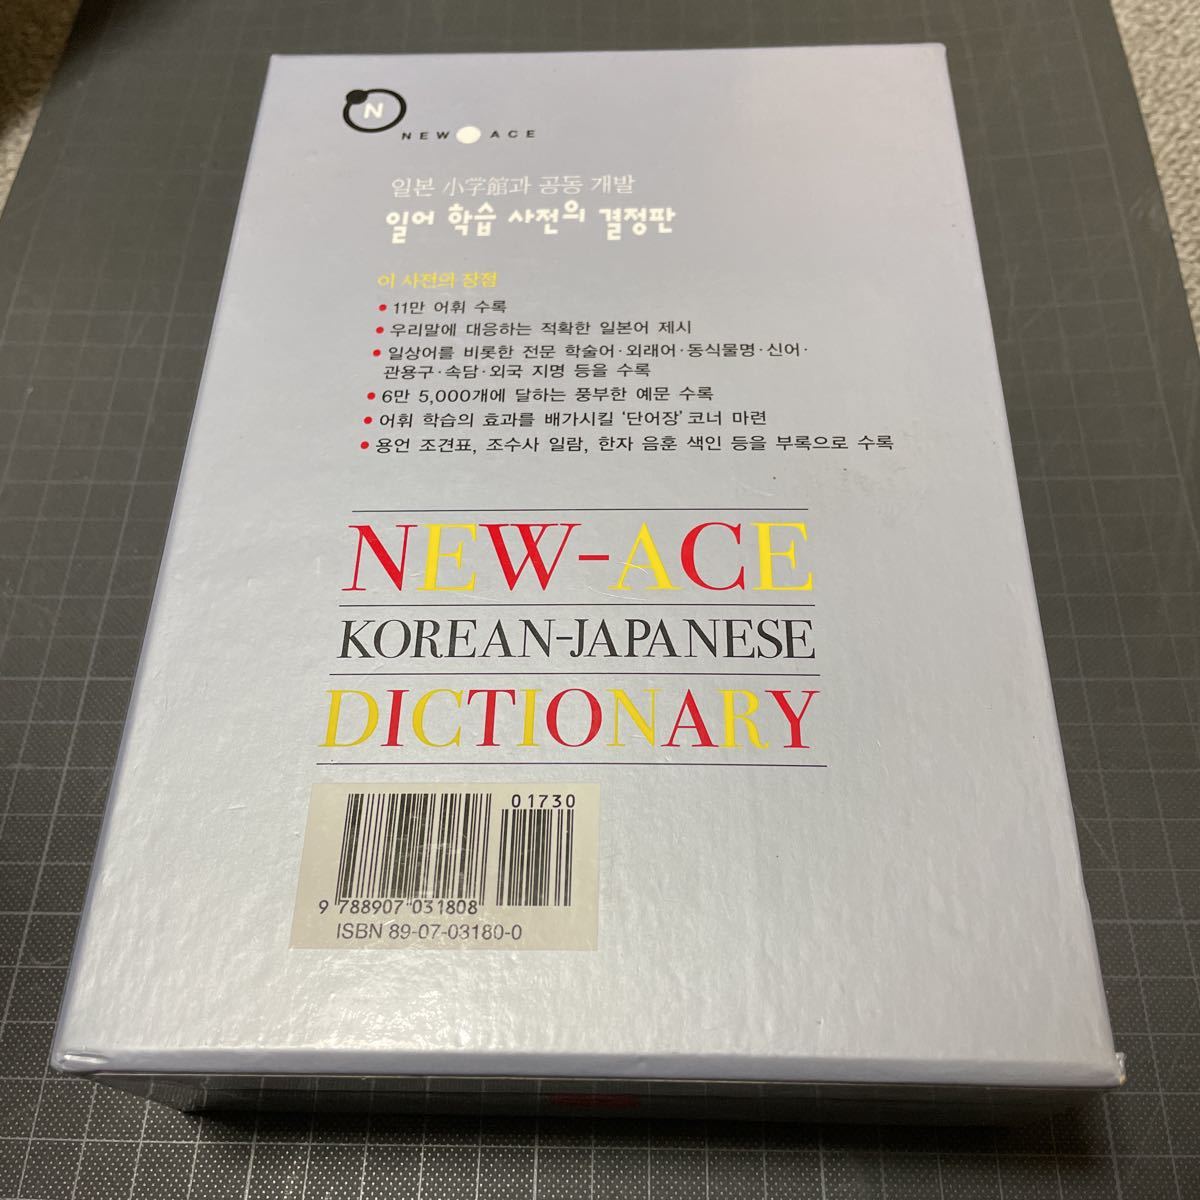 N
NEW ACE
일본 小学館과 공동 개발
일어 학습 사전의 결정판
이 사전의 장점
• 11만 어휘 수록
• 우리말에 대응하는 적확한 일본어 제시
• 일상어를 비롯한 전문 학술어·외래어·동식물명·신어·
관용구·속담·외국 지명 등을 수록
• 6만 5,000개에 달하는 풍부한 예문 수록
• 어휘 학습의 효과를 배가시킬 ‘단어장’ 코너 마련
• 용언 조견표, 조수사 일람, 한자 음훈 색인 등을 부록으로 수록
NEW-ACE
KOREAN-JAPANESE
DICTIONARY
01730
9 788907 031808
ISBN 89-07-03180-0